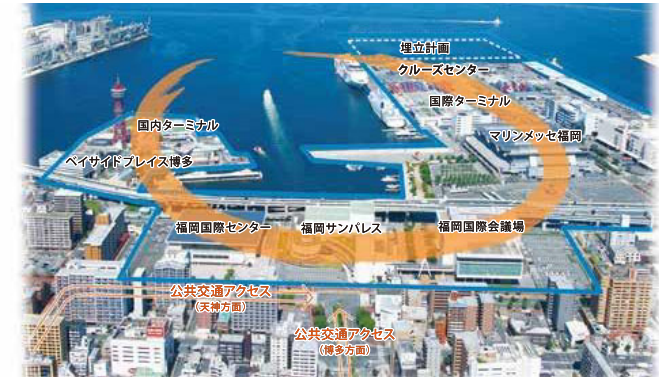 埋立計画
クルーズセンター
国際ターミナル
国内ターミナル
マリンメッセ福岡
ベイサイドプレイス博多
福岡国際センター
福岡サンパレス
福岡国際会議場
公共交通アクセス
（天神方面）
公共交通アクセス
（博多方面）